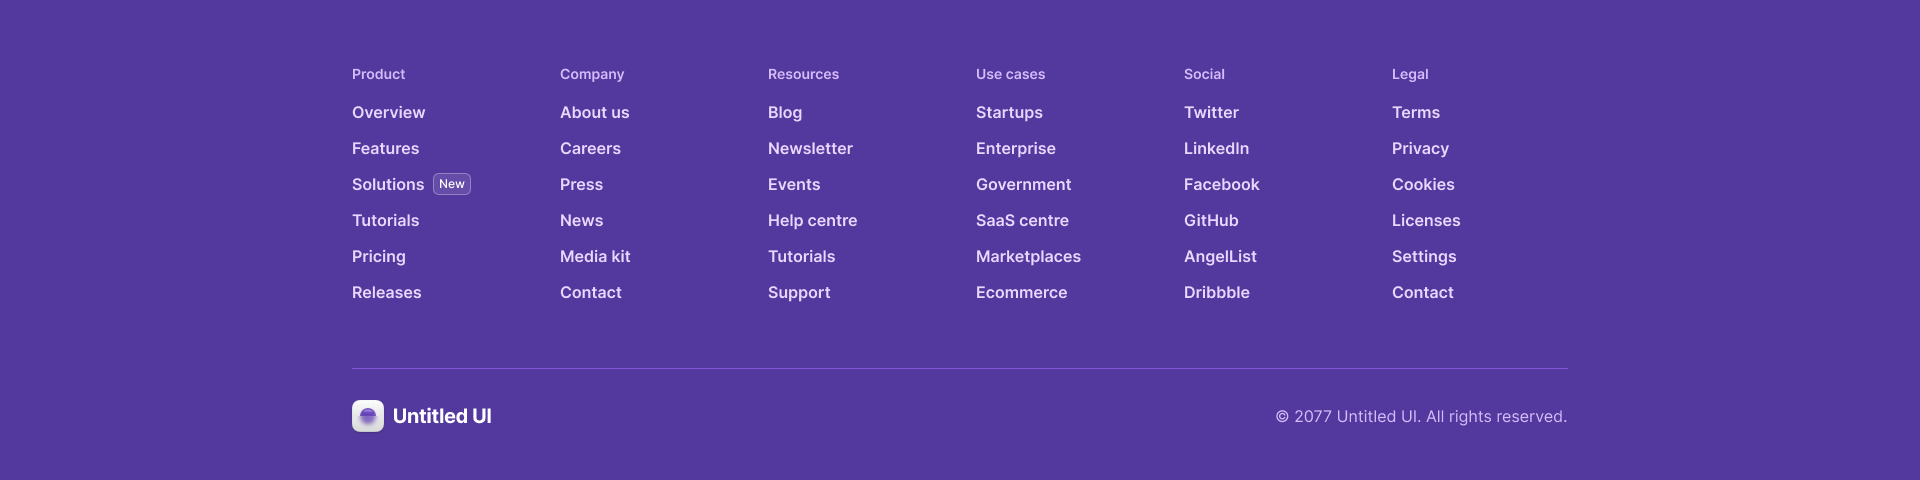 Product
Overview
Features
Solutions New
Tutorials
Pricing
Releases
Company
About us
Careers
Press
News
Media kit
Contact
Resources
Blog
Newsletter
Events
Help centre
Tutorials
Support
Use cases
Startups
Enterprise
Government
SaaS centre
Marketplaces
Ecommerce
Social
Twitter
LinkedIn
Facebook
GitHub
AngelList
Dribbble
Legal
Terms
Privacy
Cookies
Licenses
Settings
Contact
Untitled UI
© 2077 Untitled UI. All rights reserved.